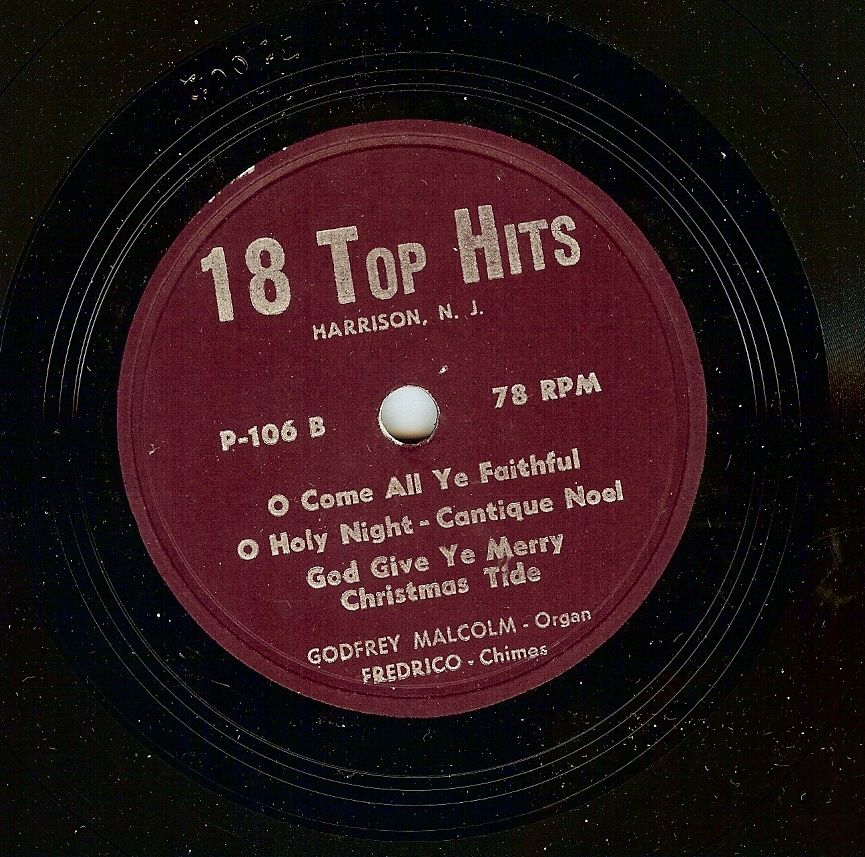 18 TOP HITS
HARRISON, N. J.
78 RPM
P-106 B
O Come All Ye Faithful
O Holy Night - Cantique Noel
God Give Ye Merry
Christmas Tide
GODFREY MALCOLM - Organ
FREDRICO - Chimes